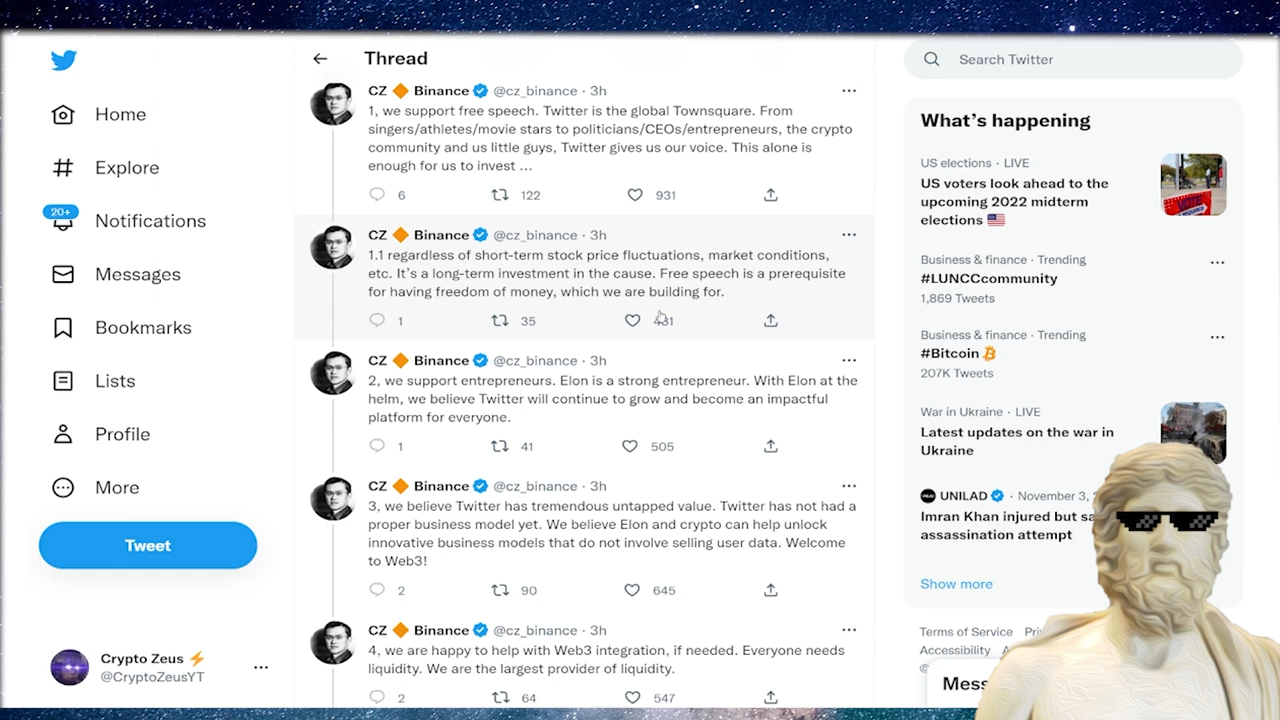 Home
Explore
20+
Notifications
Messages
Bookmarks
Lists
Profile
More
Tweet
Crypto Zeus ⚡
@CryptoZeusYT
Thread
CZ 🔶 Binance @cz_binance · 3h
1, we support free speech. Twitter is the global Townsquare. From
singers/athletes/movie stars to politicians/CEOs/entrepreneurs, the crypto
community and us little guys, Twitter gives us our voice. This alone is
enough for us to invest ...
6 122 931
CZ 🔶 Binance @cz_binance · 3h
1.1 regardless of short-term stock price fluctuations, market conditions,
etc. It's a long-term investment in the cause. Free speech is a prerequisite
for having freedom of money, which we are building for.
1 35
CZ 🔶 Binance @cz_binance · 3h
2, we support entrepreneurs. Elon is a strong entrepreneur. With Elon at the
helm, we believe Twitter will continue to grow and become an impactful
platform for everyone.
1 41 505
CZ 🔶 Binance @cz_binance · 3h
3, we believe Twitter has tremendous untapped value. Twitter has not had a
proper business model yet. We believe Elon and crypto can help unlock
innovative business models that do not involve selling user data. Welcome
to Web3!
2 90 645
CZ 🔶 Binance @cz_binance · 3h
4, we are happy to help with Web3 integration, if needed. Everyone needs
liquidity. We are the largest provider of liquidity.
2 64 547
Search Twitter
What's happening
US elections · LIVE
US voters look ahead to the
upcoming 2022 midterm
elections 🇺🇸
VOTE
Business & finance · Trending
#LUNCCcommunity
1,869 Tweets
Business & finance · Trending
#Bitcoin
207K Tweets
War in Ukraine · LIVE
Latest updates on the war in
Ukraine
UNILAD · November 3,
Imran Khan injured but
assassination attempt
Show more
Terms of Service
Accessibility